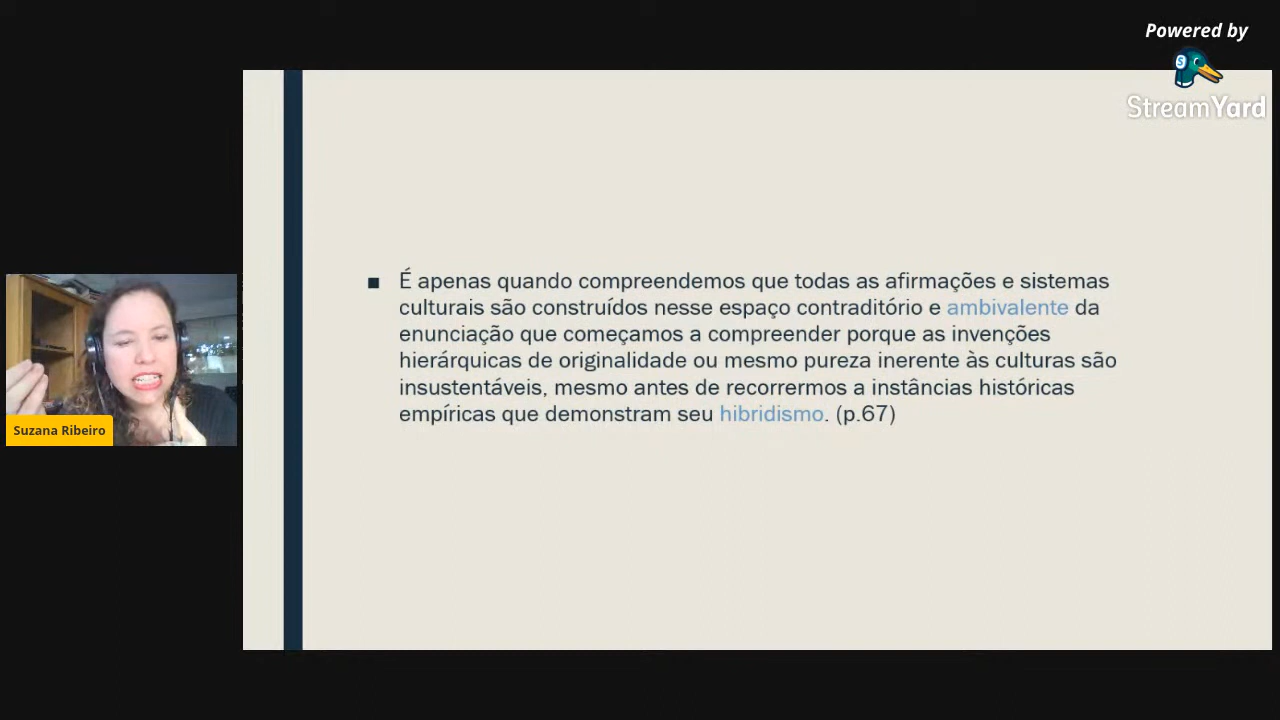 Powered by
StreamYard
■ É apenas quando compreendemos que todas as afirmações e sistemas
culturais são construídos nesse espaço contraditório e ambivalente da
enunciação que começamos a compreender porque as invenções
hierárquicas de originalidade ou mesmo pureza inerente às culturas são
insustentáveis, mesmo antes de recorrermos a instâncias históricas
empíricas que demonstram seu hibridismo. (p.67)
Suzana Ribeiro